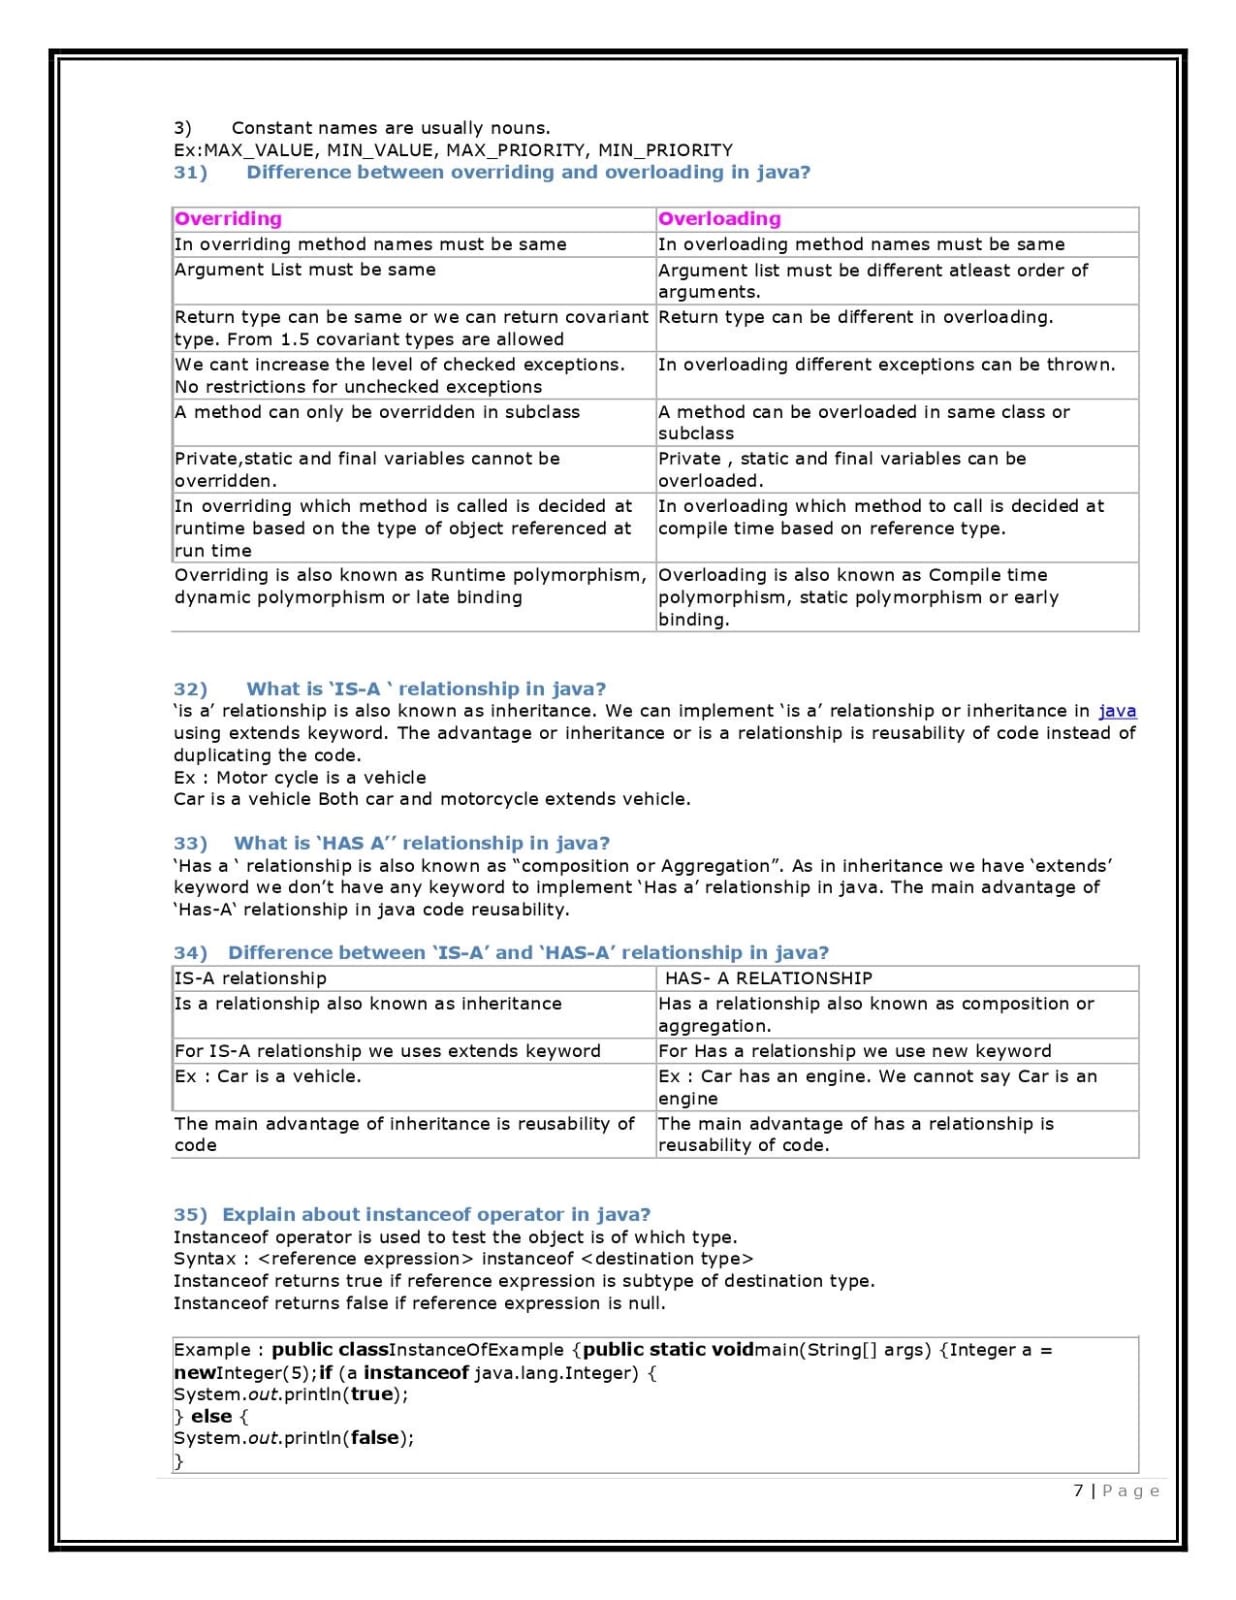 3) Constant names are usually nouns.
Ex:MAX_VALUE, MIN_VALUE, MAX_PRIORITY, MIN_PRIORITY
31) Difference between overriding and overloading in java?
Overriding Overloading
In overriding method names must be same In overloading method names must be same
Argument List must be same Argument list must be different atleast order of
arguments.
Return type can be same or we can return covariant Return type can be different in overloading.
type. From 1.5 covariant types are allowed
We cant increase the level of checked exceptions. In overloading different exceptions can be thrown.
No restrictions for unchecked exceptions
A method can only be overridden in subclass A method can be overloaded in same class or
subclass
Private,static and final variables cannot be Private , static and final variables can be
overridden. overloaded.
In overriding which method is called is decided at In overloading which method to call is decided at
runtime based on the type of object referenced at compile time based on reference type.
run time
Overriding is also known as Runtime polymorphism, Overloading is also known as Compile time
dynamic polymorphism or late binding polymorphism, static polymorphism or early
binding.
32) What is ‘IS-A ‘ relationship in java?
‘is a’ relationship is also known as inheritance. We can implement ‘is a’ relationship or inheritance in java
using extends keyword. The advantage or inheritance or is a relationship is reusability of code instead of
duplicating the code.
Ex : Motor cycle is a vehicle
Car is a vehicle Both car and motorcycle extends vehicle.
33) What is ‘HAS A’’ relationship in java?
‘Has a ‘ relationship is also known as “composition or Aggregation”. As in inheritance we have ‘extends’
keyword we don’t have any keyword to implement ‘Has a’ relationship in java. The main advantage of
‘Has-A‘ relationship in java code reusability.
34) Difference between ‘IS-A’ and ‘HAS-A’ relationship in java?
IS-A relationship HAS- A RELATIONSHIP
Is a relationship also known as inheritance Has a relationship also known as composition or
aggregation.
For IS-A relationship we uses extends keyword For Has a relationship we use new keyword
Ex : Car is a vehicle. Ex : Car has an engine. We cannot say Car is an
engine
The main advantage of inheritance is reusability of The main advantage of has a relationship is
code reusability of code.
35) Explain about instanceof operator in java?
Instanceof operator is used to test the object is of which type.
Syntax : <reference expression> instanceof <destination type>
Instanceof returns true if reference expression is subtype of destination type.
Instanceof returns false if reference expression is null.
Example : public classInstanceOfExample {public static voidmain(String[] args) {Integer a =
newInteger(5);if (a instanceof java.lang.Integer) {
System.out.println(true);
} else {
System.out.println(false);
}
7 | Page